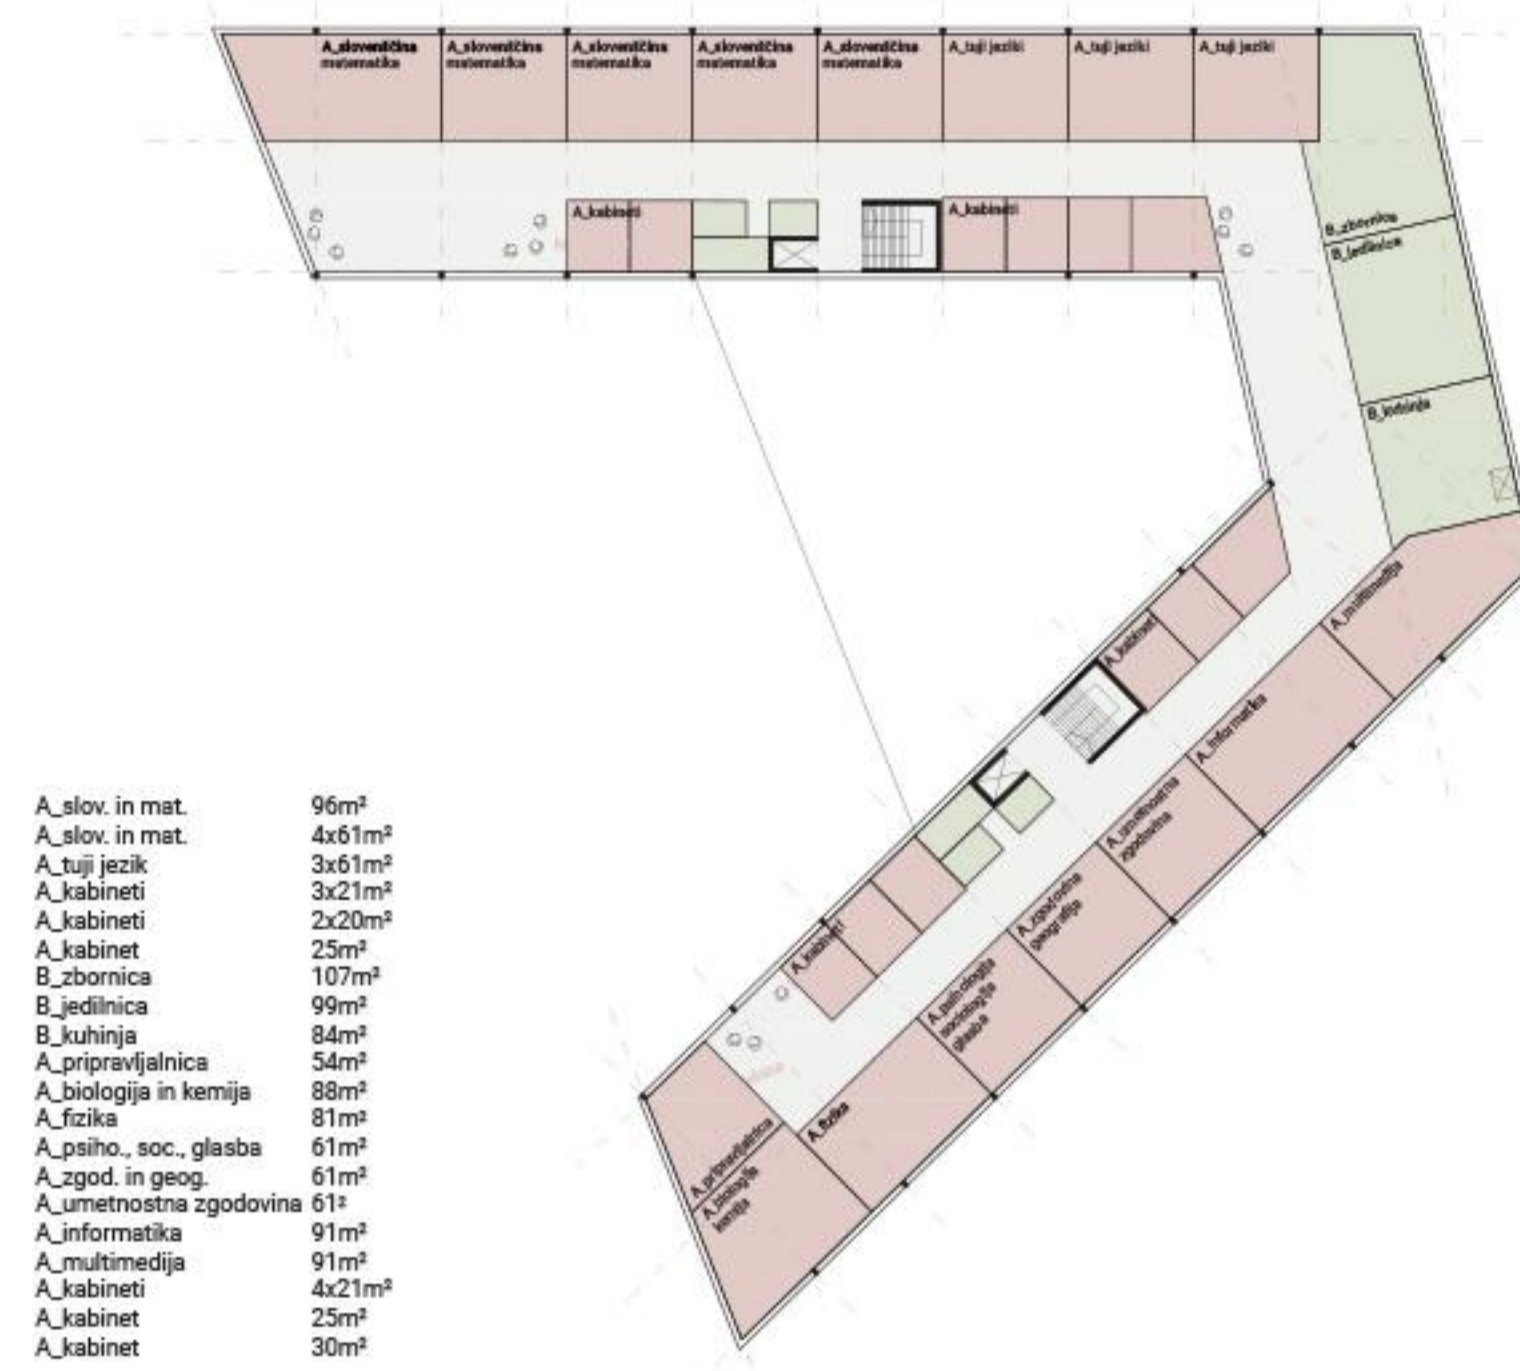 A_slovenščina
matematika
A_slovenščina
matematika
A_slovenščina
matematika
A_slovenščina
matematika
A_slovenščina
matematika
A_tuji jeziki
A_tuji jeziki
A_tuji jeziki
A_kabineti
A_kabineti
B_zbornica
B_jedilnica
B_kuhinja
A_multimedija
A_kabinet
A_informatika
A_umetnostna
zgodovina
A_zgodovina
geografija
A_kabineti
A_psihologija
sociologija
glasba
A_fizika
A_pripravljalnica
A_biologija
kemija
A_slov. in mat. 96m²
A_slov. in mat. 4x61m²
A_tuji jezik 3x61m²
A_kabineti 3x21m²
A_kabineti 2x20m²
A_kabinet 25m²
B_zbornica 107m²
B_jedilnica 99m²
B_kuhinja 84m²
A_pripravljalnica 54m²
A_biologija in kemija 88m²
A_fizika 81m²
A_psiho., soc., glasba 61m²
A_zgod. in geog. 61m²
A_umetnostna zgodovina 61²
A_informatika 91m²
A_multimedija 91m²
A_kabineti 4x21m²
A_kabinet 25m²
A_kabinet 30m²